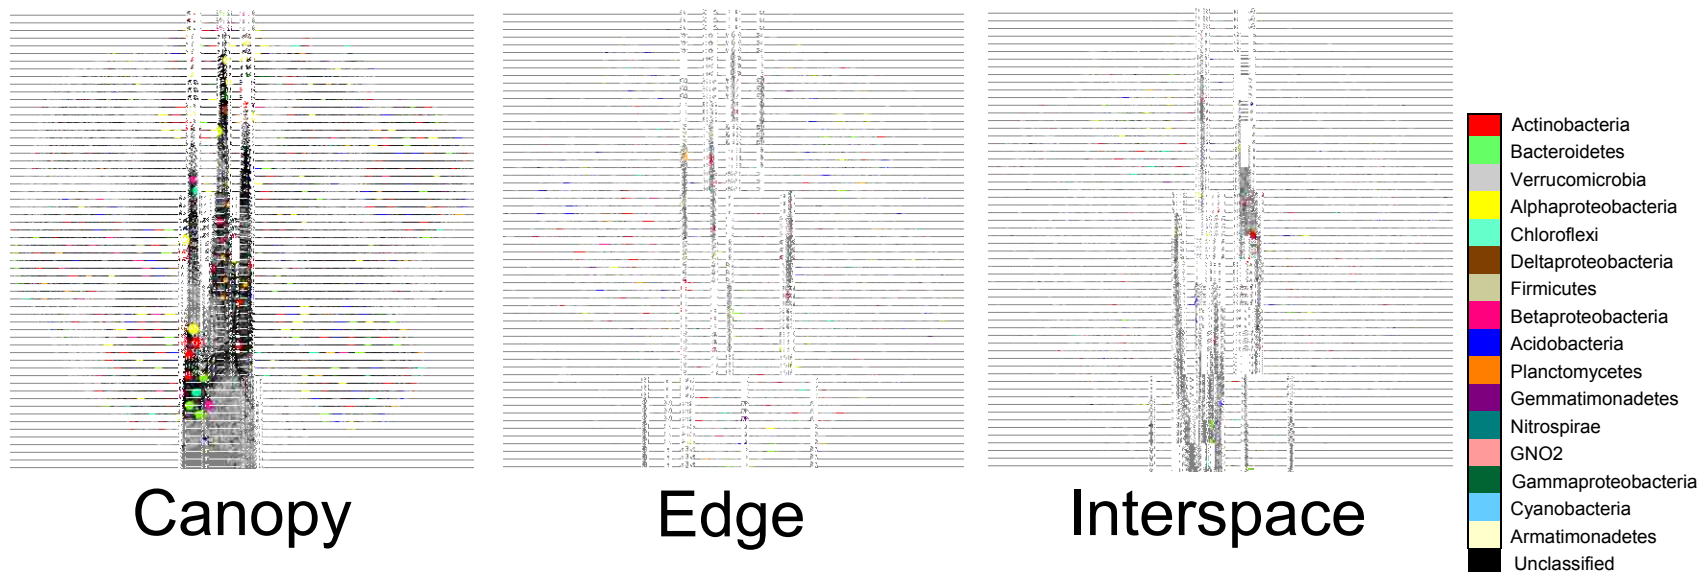 Canopy
Edge
Interspace
Actinobacteria
Bacteroidetes
Verrucomicrobia
Alphaproteobacteria
Chloroflexi
Deltaproteobacteria
Firmicutes
Betaproteobacteria
Acidobacteria
Planctomycetes
Gemmatimonadetes
Nitrospirae
GNO2
Gammaproteobacteria
Cyanobacteria
Armatimonadetes
Unclassified